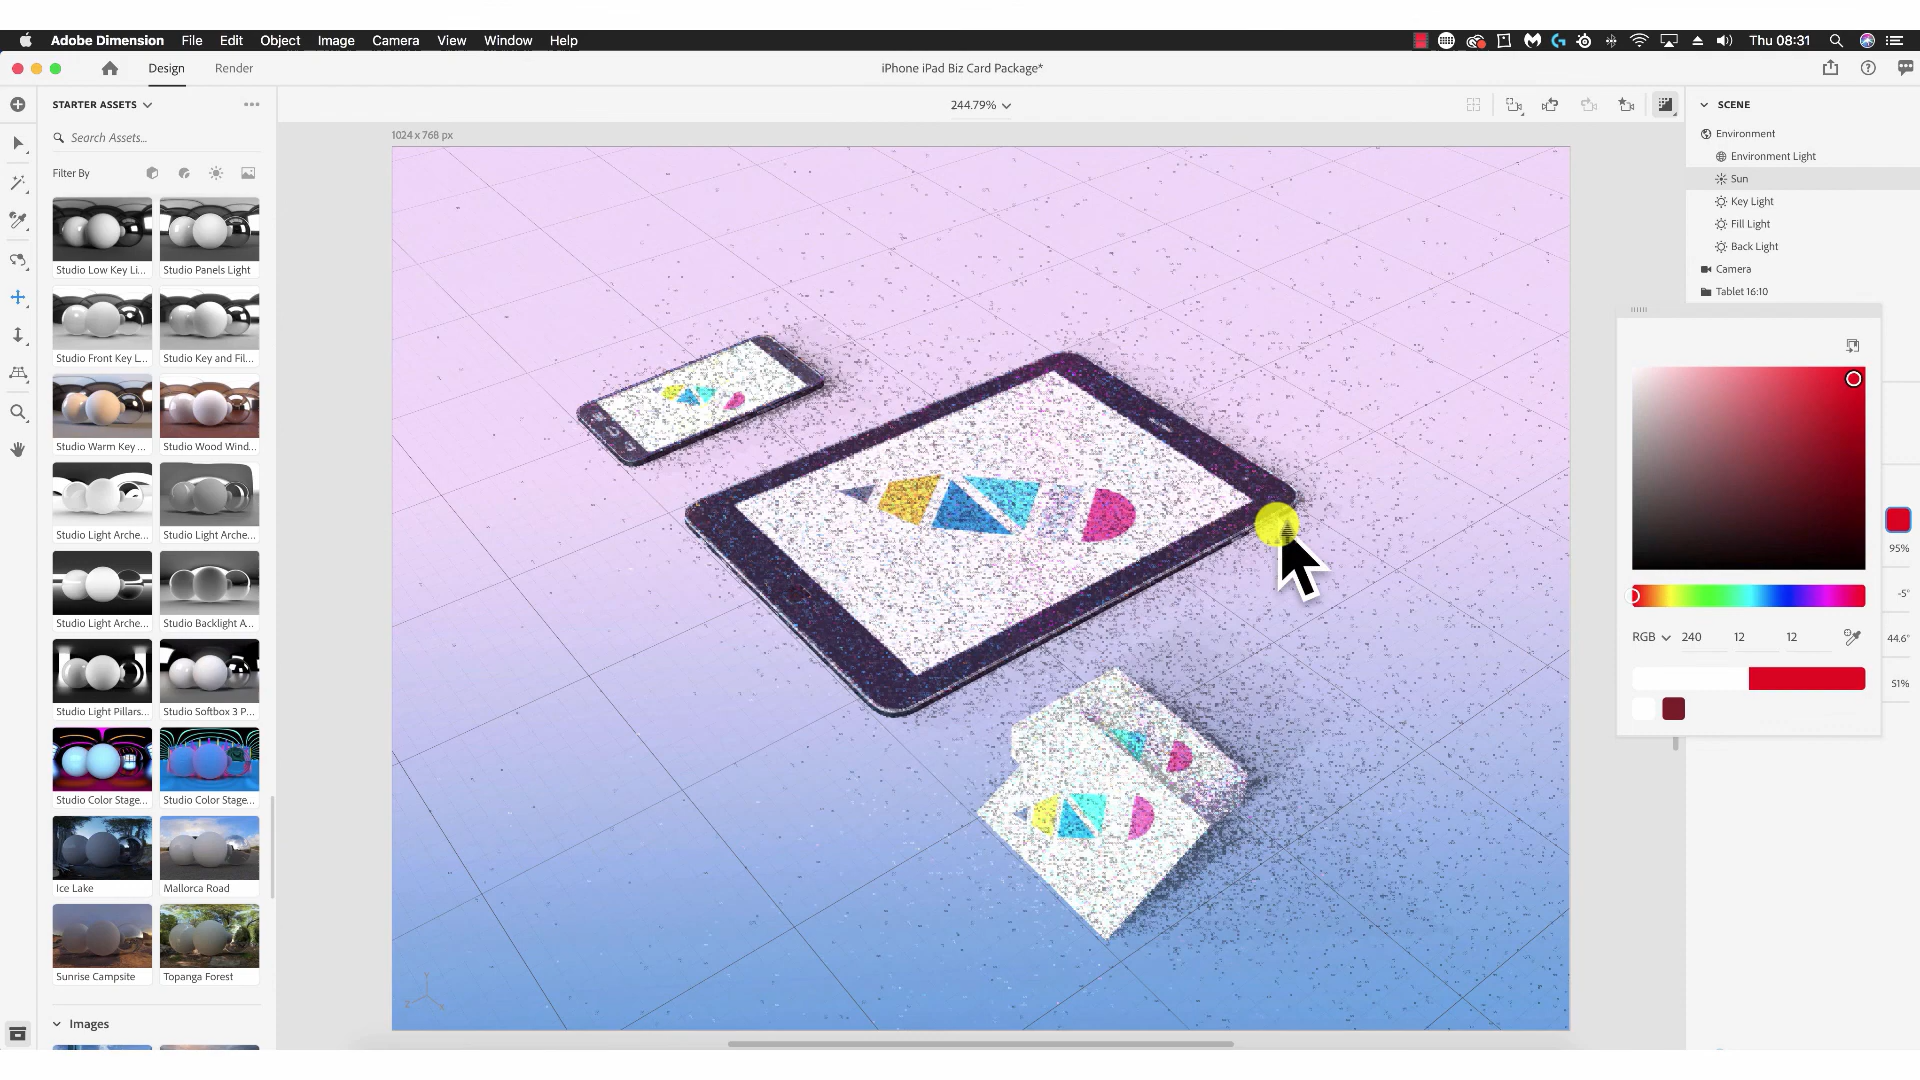 Adobe Dimension File Edit Object Image Camera View Window Help Thu 08:31
Design Render iPhone iPad Biz Card Package*
STARTER ASSETS 244.79% SCENE
1024 x 768 px
Search Assets...
Filter By
Environment
Environment Light
Sun
Key Light
Fill Light
Back Light
Camera
Tablet 16:10
Studio Low Key Li... Studio Panels Light
Studio Front Key L... Studio Key and Fil...
Studio Warm Key ... Studio Wood Wind...
Studio Light Arche... Studio Light Arche...
Studio Light Arche... Studio Backlight A...
Studio Light Pillars... Studio Softbox 3 P...
Studio Color Stage... Studio Color Stage...
Ice Lake Mallorca Road
Sunrise Campsite Topanga Forest
Images
95%
-5°
RGB 240 12 12 44.6°
51%